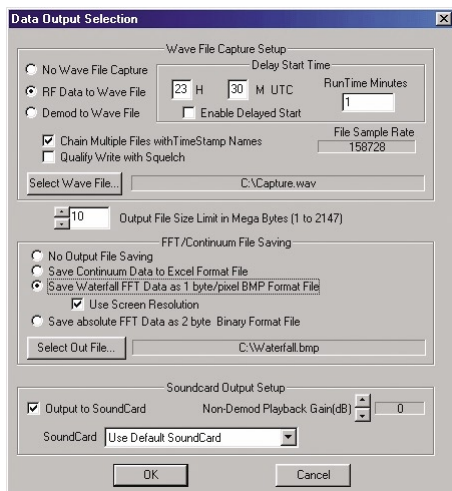 Data Output Selection
Wave File Capture Setup
No Wave File Capture
RF Data to Wave File
Demod to Wave File
Delay Start Time
23 H 30 M UTC
Enable Delayed Start
RunTime Minutes
1
Chain Multiple Files withTimeStamp Names
Qualify Write with Squelch
File Sample Rate
158728
Select Wave File... C:\Capture.wav
10 Output File Size Limit in Mega Bytes (1 to 2147)
FFT/Continuum File Saving
No Output File Saving
Save Continuum Data to Excel Format File
Save Waterfall FFT Data as 1 byte/pixel BMP Format File
Use Screen Resolution
Save absolute FFT Data as 2 byte Binary Format File
Select Out File... C:\Waterfall.bmp
Soundcard Output Setup
Output to SoundCard Non-Demod Playback Gain(dB) 0
SoundCard Use Default SoundCard
OK Cancel